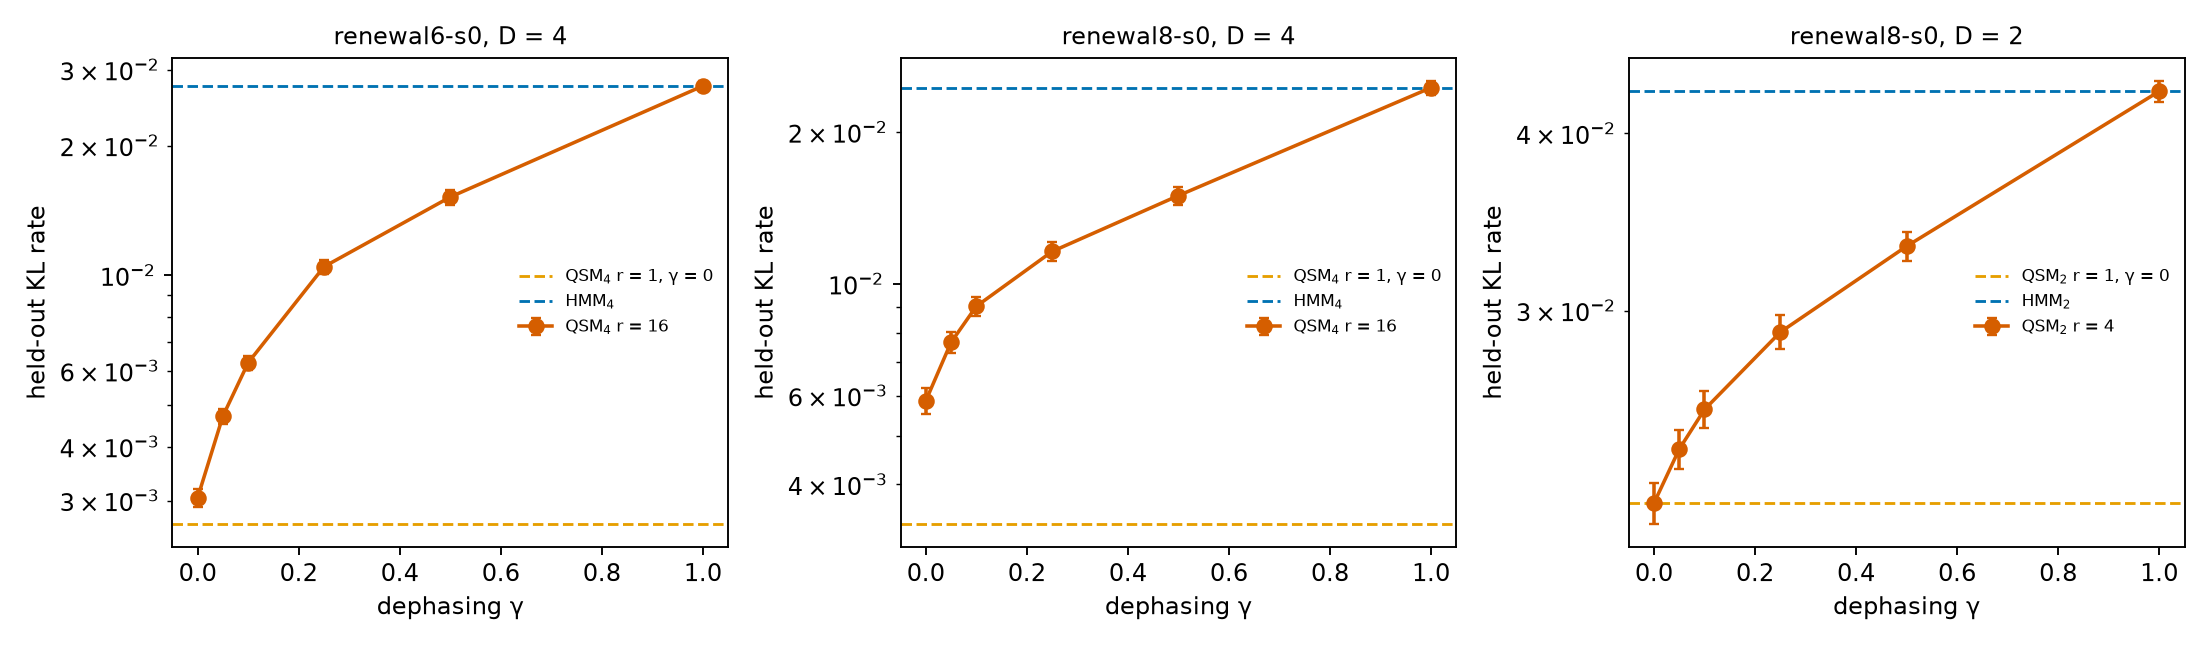 renewal6-s0, D = 4
3 × 10⁻²
2 × 10⁻²
10⁻²
6 × 10⁻³
4 × 10⁻³
3 × 10⁻³
held-out KL rate
QSM₄ r = 1, γ = 0
HMM₄
QSM₄ r = 16
0.0 0.2 0.4 0.6 0.8 1.0
dephasing γ
renewal8-s0, D = 4
2 × 10⁻²
10⁻²
6 × 10⁻³
4 × 10⁻³
held-out KL rate
QSM₄ r = 1, γ = 0
HMM₄
QSM₄ r = 16
0.0 0.2 0.4 0.6 0.8 1.0
dephasing γ
renewal8-s0, D = 2
4 × 10⁻²
3 × 10⁻²
held-out KL rate
QSM₂ r = 1, γ = 0
HMM₂
QSM₂ r = 4
0.0 0.2 0.4 0.6 0.8 1.0
dephasing γ